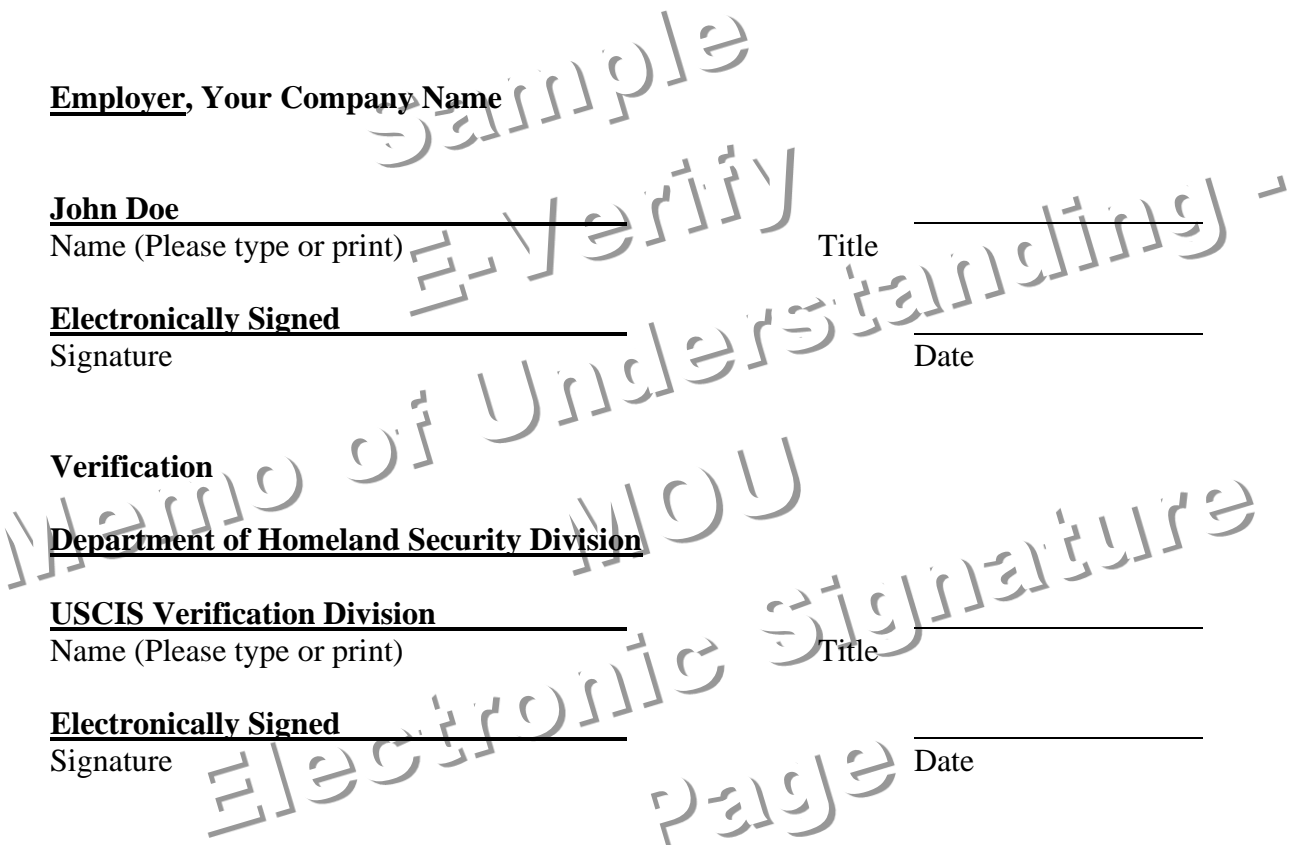 Employer, Your Company Name
John Doe
Name (Please type or print) Title
Electronically Signed
Signature Date
Verification
Department of Homeland Security Division
USCIS Verification Division
Name (Please type or print) Title
Electronically Signed
Signature Date
Sample
E-Verify
Memo of Understanding -
MOU
Electronic Signature
Page